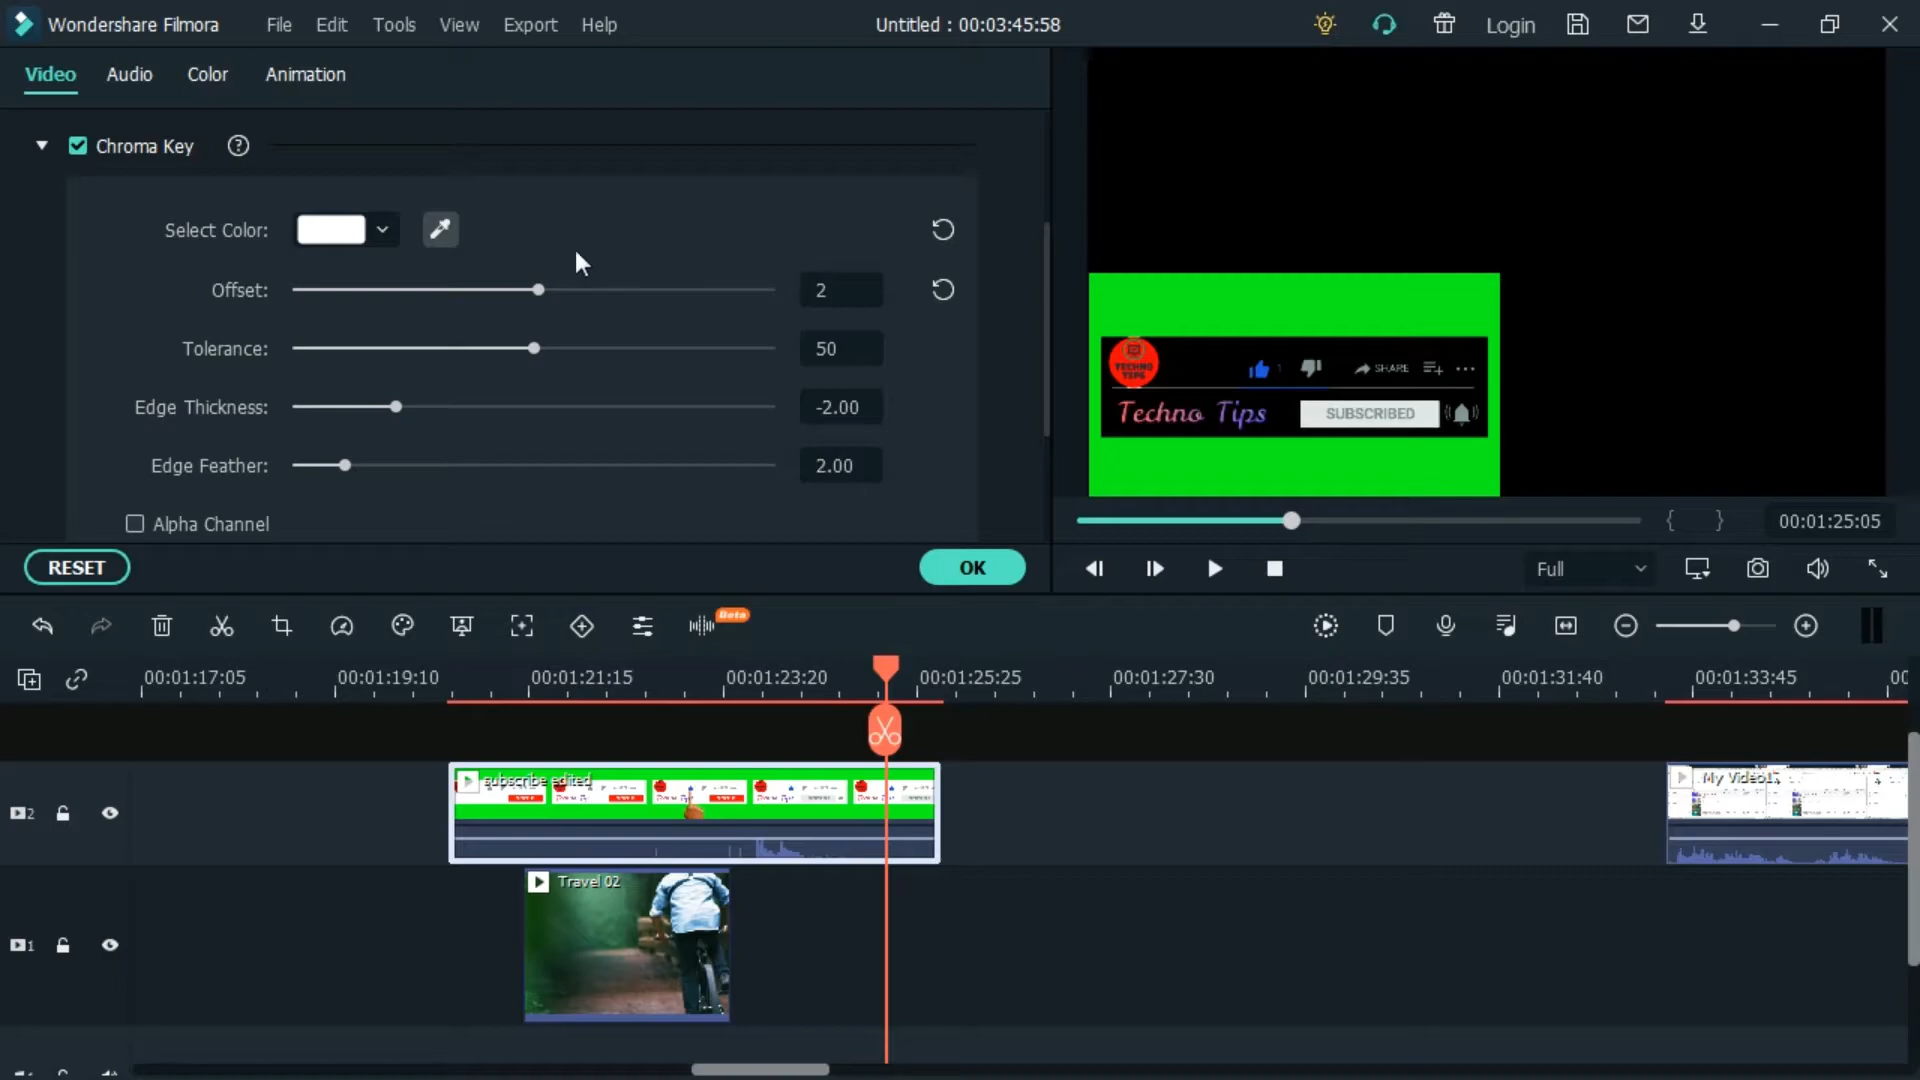 Wondershare Filmora File Edit Tools View Export Help Untitled : 00:03:45:58 Login
Video Audio Color Animation
Chroma Key ?
Select Color:
Offset: 2
Tolerance: 50
Edge Thickness: -2.00
Edge Feather: 2.00
Alpha Channel
RESET OK
TECHNO
TIPS
1 SHARE
Techno Tips SUBSCRIBED
{ } 00:01:25:05
Full
Beta
00:01:17:05 00:01:19:10 00:01:21:15 00:01:23:20 00:01:25:25 00:01:27:30 00:01:29:35 00:01:31:40 00:01:33:45 00
subscribe edited
2
Travel 02
1